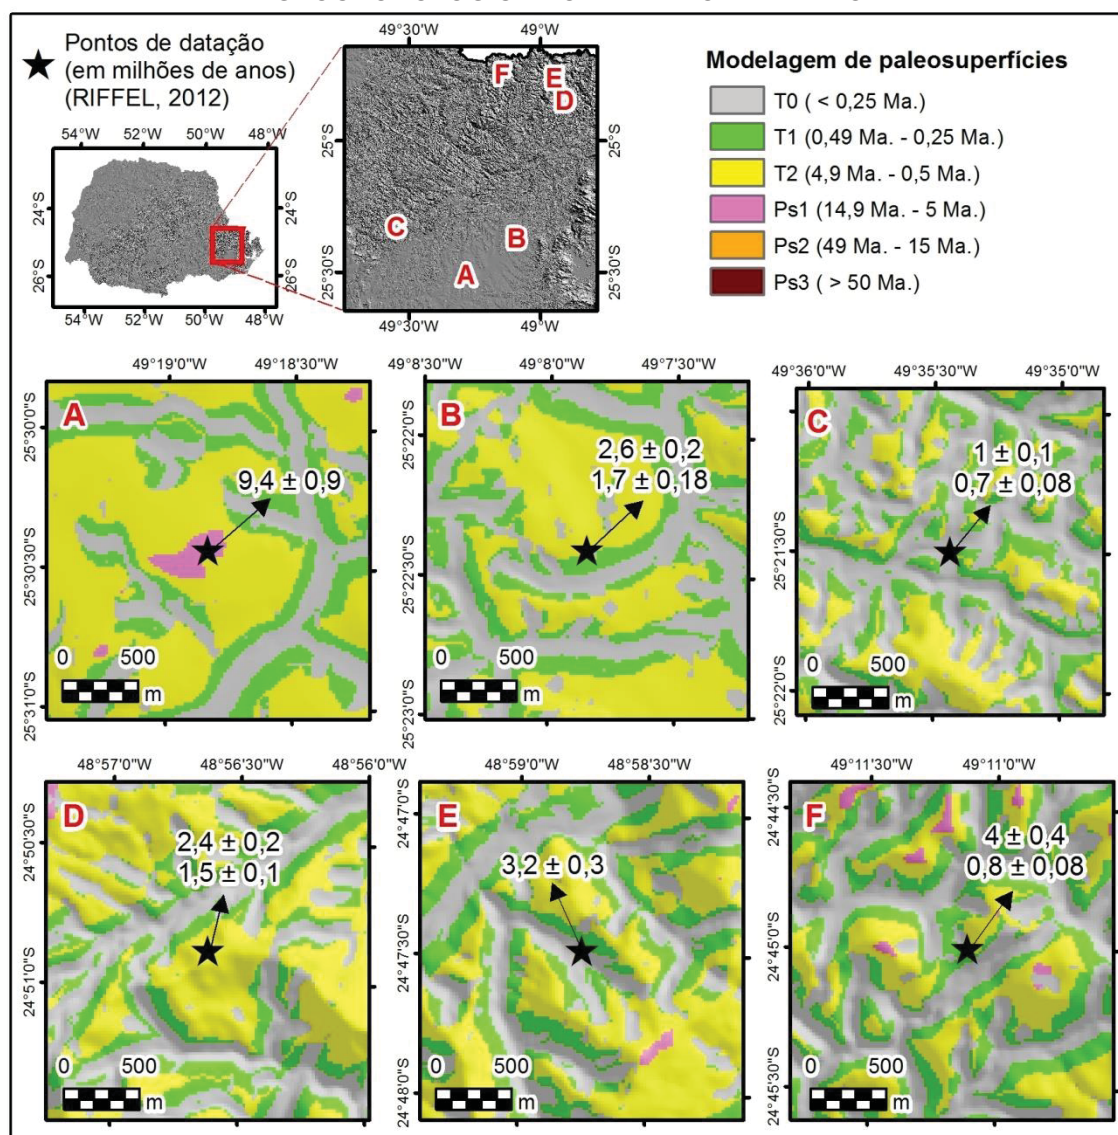 Pontos de datação
(em milhões de anos)
(RIFFEL, 2012)
54°W 52°W 50°W 48°W
24°S
26°S
24°S
26°S
54°W 52°W 50°W 48°W
49°30'W 49°W
F
E
D
C
B
A
25°S
25°30'S
25°S
25°30'S
49°30'W 49°W
Modelagem de paleosuperfícies
T0 ( < 0,25 Ma.)
T1 (0,49 Ma. - 0,25 Ma.)
T2 (4,9 Ma. - 0,5 Ma.)
Ps1 (14,9 Ma. - 5 Ma.)
Ps2 (49 Ma. - 15 Ma.)
Ps3 ( > 50 Ma.)
49°19'0"W 49°18'30"W
A
25°30'0"S
25°30'30"S
25°31'0"S
9,4 ± 0,9
0 500
m
49°8'30"W 49°8'0"W 49°7'30"W
B
25°22'0"S
25°22'30"S
25°23'0"S
2,6 ± 0,2
1,7 ± 0,18
0 500
m
49°36'0"W 49°35'30"W 49°35'0"W
C
25°21'0"S
25°21'30"S
25°22'0"S
1 ± 0,1
0,7 ± 0,08
0 500
m
48°57'0"W 48°56'30"W 48°56'0"W
D
24°50'30"S
24°51'0"S
2,4 ± 0,2
1,5 ± 0,1
0 500
m
48°59'0"W 48°58'30"W
E
24°47'0"S
24°47'30"S
24°48'0"S
3,2 ± 0,3
0 500
m
49°11'30"W 49°11'0"W
F
24°44'30"S
24°45'0"S
24°45'30"S
4 ± 0,4
0,8 ± 0,08
0 500
m